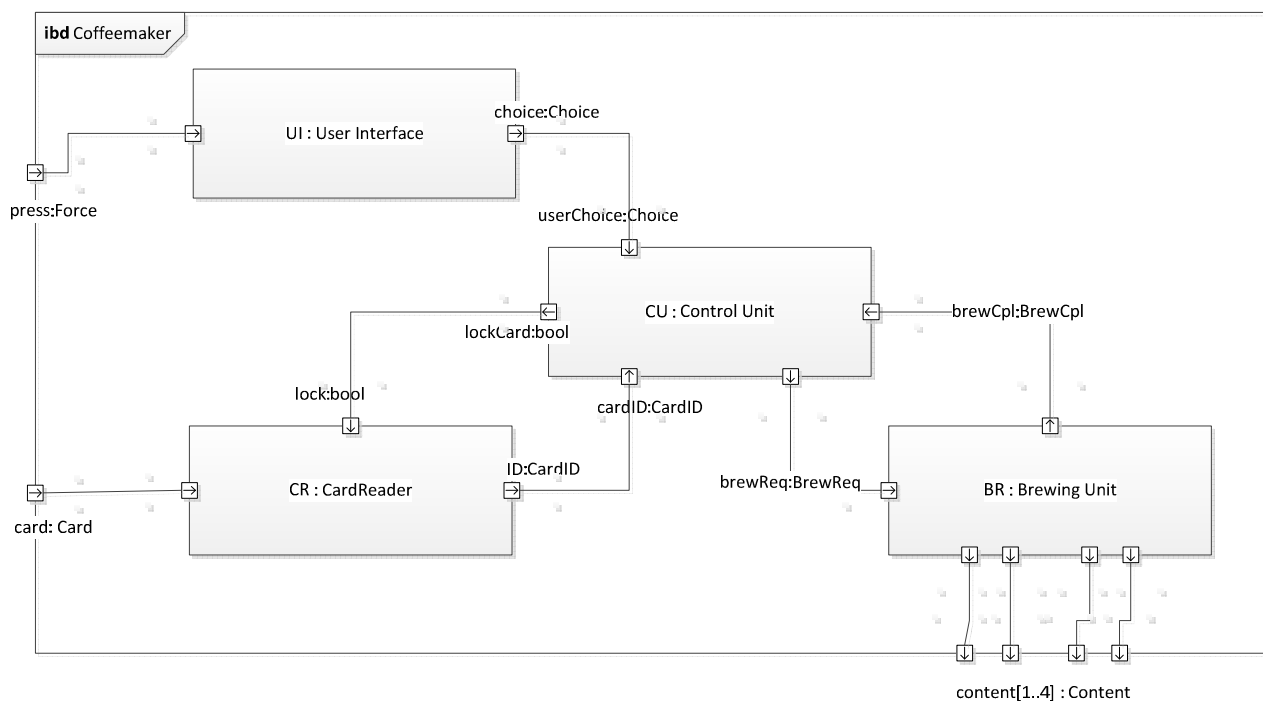 ibd Coffeemaker
choice:Choice
UI : User Interface
press:Force
userChoice:Choice
CU : Control Unit
brewCpl:BrewCpl
lockCard:bool
lock:bool
cardID:CardID
ID:CardID
brewReq:BrewReq
CR : CardReader
BR : Brewing Unit
card: Card
content[1..4] : Content